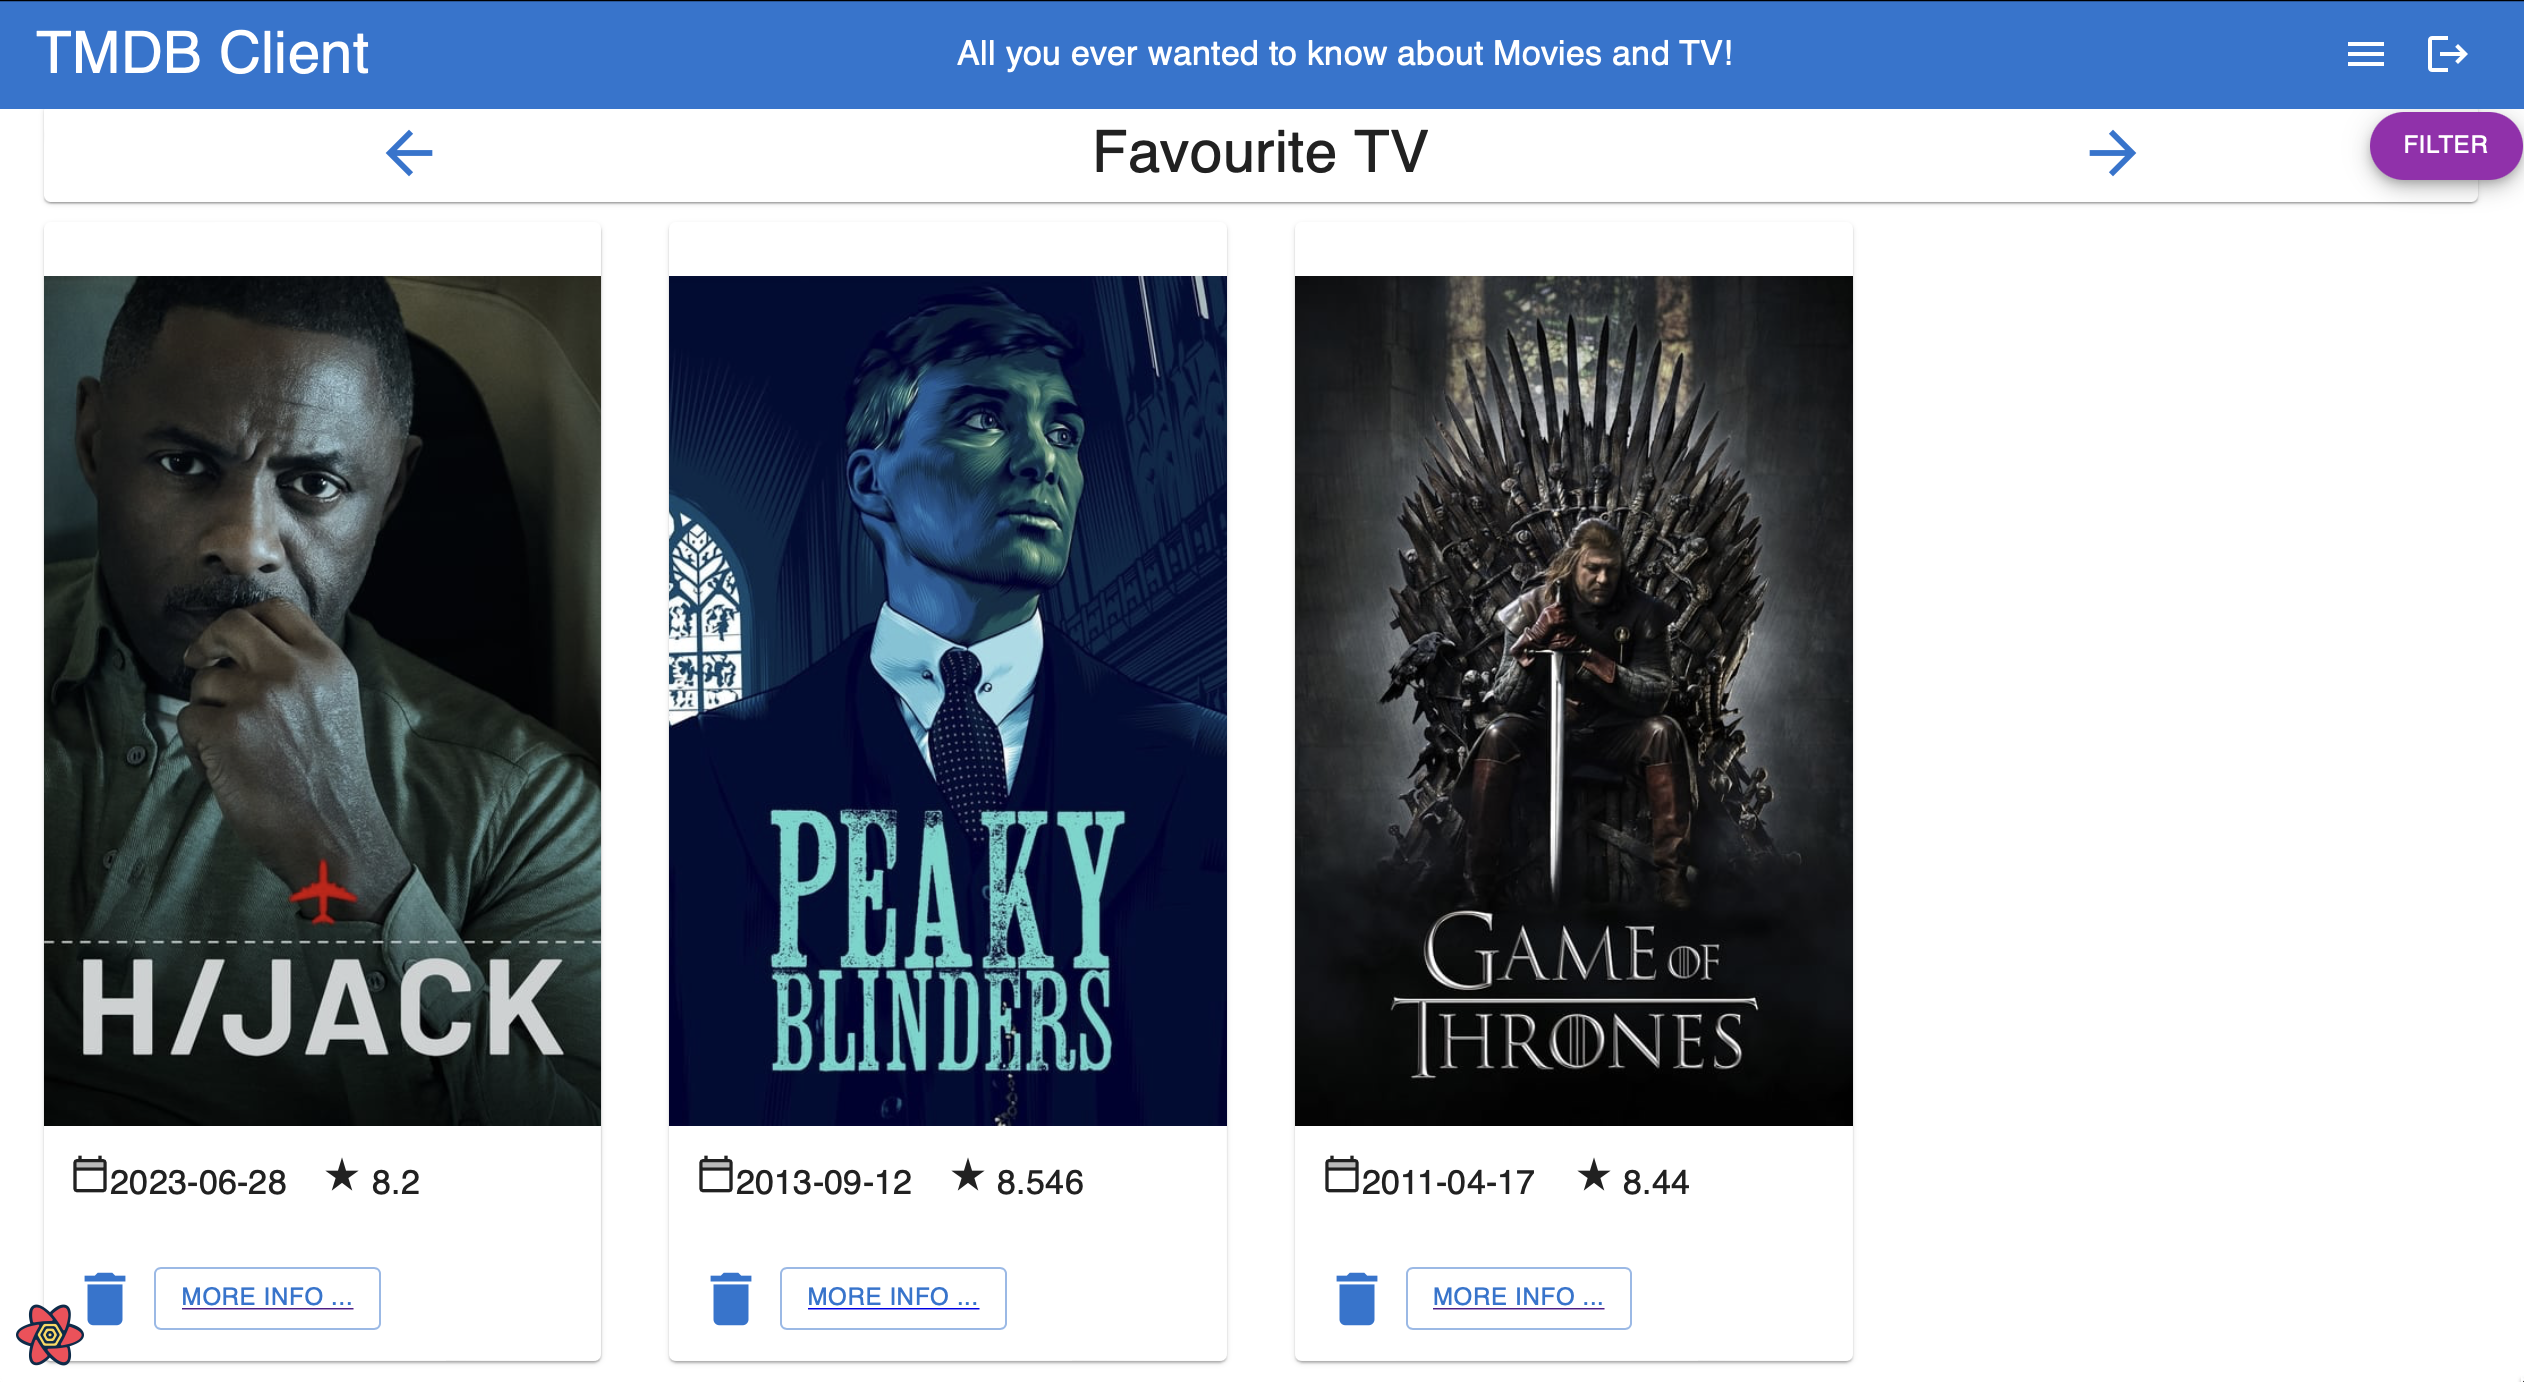 TMDB Client
All you ever wanted to know about Movies and TV!
Favourite TV
FILTER
H/JACK
2023-06-28 8.2
MORE INFO ...
PEAKY
BLINDERS
2013-09-12 8.546
MORE INFO ...
GAME OF
THRONES
2011-04-17 8.44
MORE INFO ...